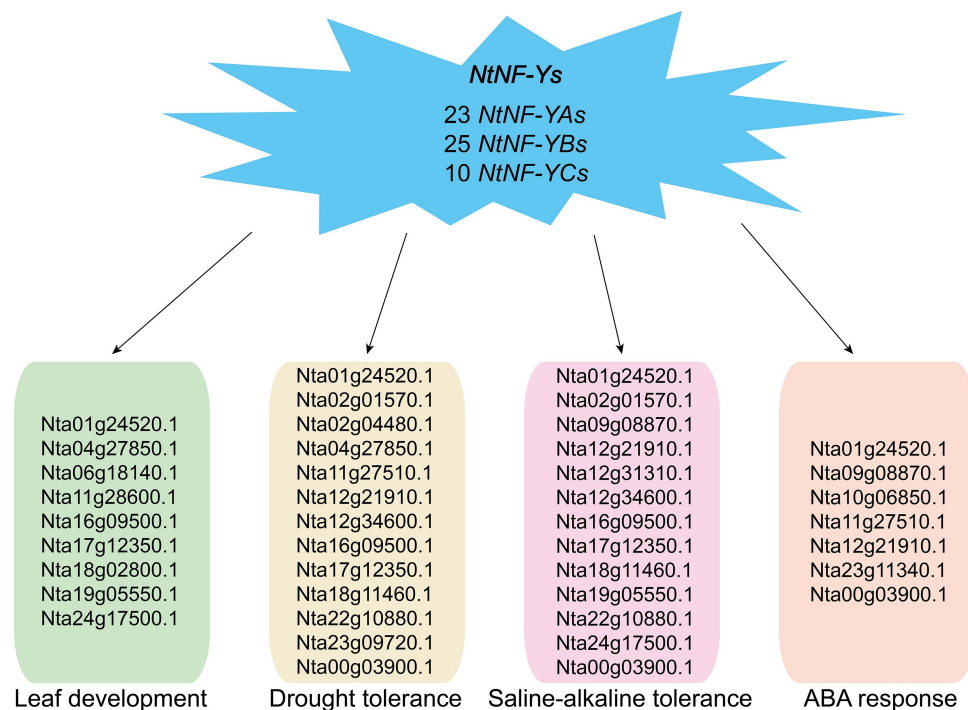 NtNF-Ys
23 NtNF-YAs
25 NtNF-YBs
10 NtNF-YCs
Nta01g24520.1
Nta04g27850.1
Nta06g18140.1
Nta11g28600.1
Nta16g09500.1
Nta17g12350.1
Nta18g02800.1
Nta19g05550.1
Nta24g17500.1
Leaf development
Nta01g24520.1
Nta02g01570.1
Nta02g04480.1
Nta04g27850.1
Nta11g27510.1
Nta12g21910.1
Nta12g34600.1
Nta16g09500.1
Nta17g12350.1
Nta18g11460.1
Nta22g10880.1
Nta23g09720.1
Nta00g03900.1
Drought tolerance
Nta01g24520.1
Nta02g01570.1
Nta09g08870.1
Nta12g21910.1
Nta12g31310.1
Nta12g34600.1
Nta16g09500.1
Nta17g12350.1
Nta18g11460.1
Nta19g05550.1
Nta22g10880.1
Nta24g17500.1
Nta00g03900.1
Saline-alkaline tolerance
Nta01g24520.1
Nta09g08870.1
Nta10g06850.1
Nta11g27510.1
Nta12g21910.1
Nta23g11340.1
Nta00g03900.1
ABA response